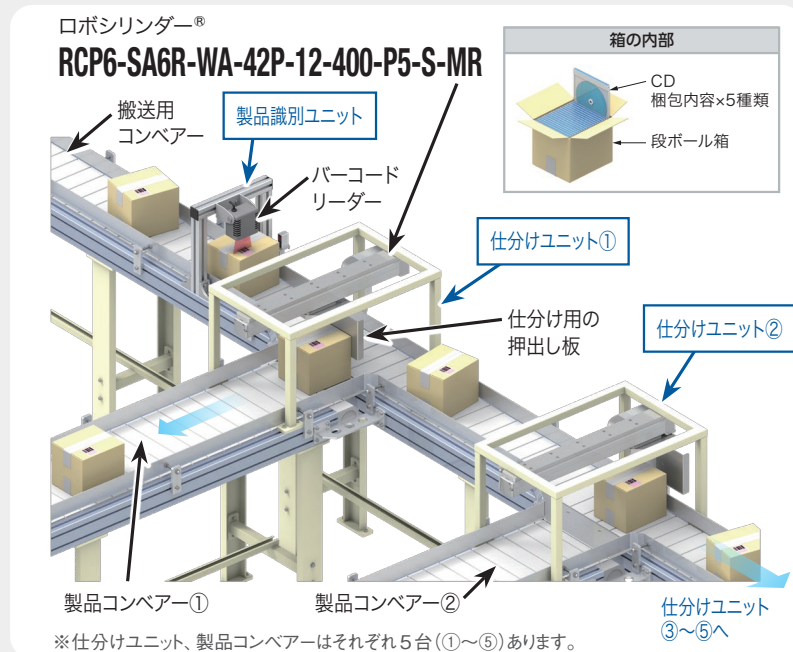 ロボシリンダー®
RCP6-SA6R-WA-42P-12-400-P5-S-MR
箱の内部
CD
梱包内容×5種類
段ボール箱
搬送用
コンベアー
製品識別ユニット
バーコード
リーダー
仕分けユニット①
仕分け用の
押出し板
仕分けユニット②
製品コンベアー①
製品コンベアー②
仕分けユニット
③~⑤へ
※仕分けユニット、製品コンベアーはそれぞれ5台(①~⑤)あります。